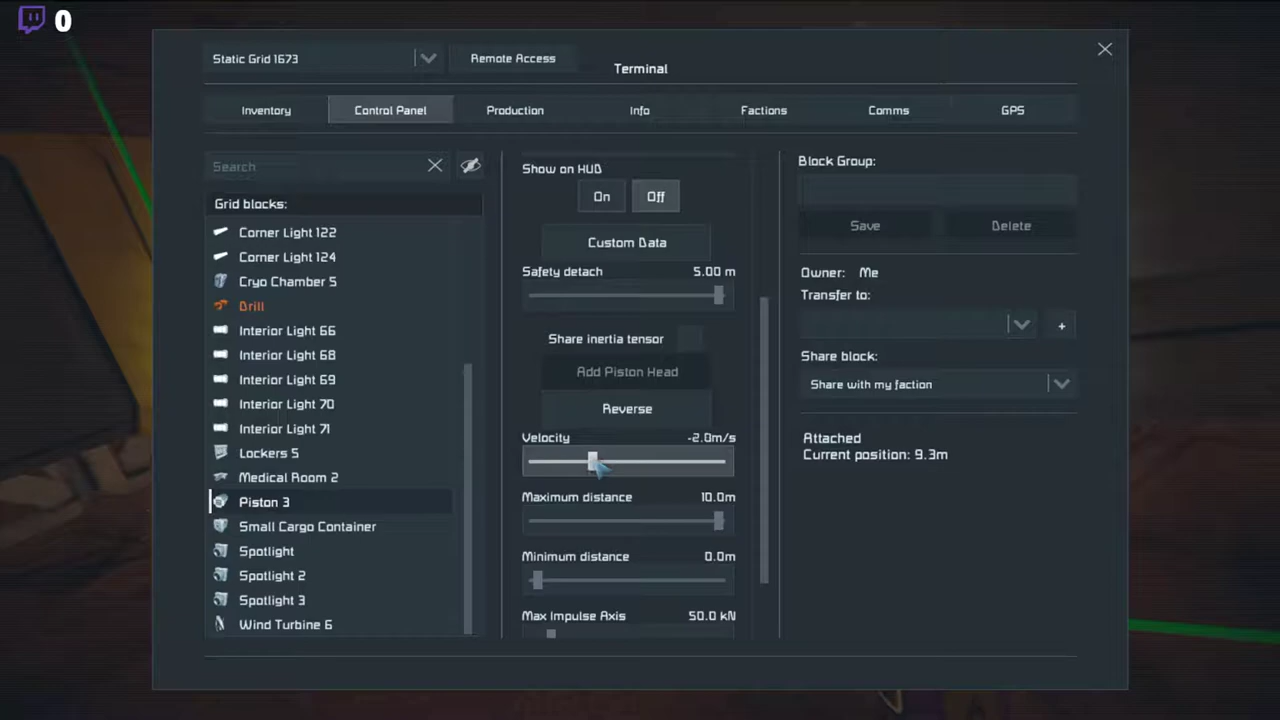 0
Static Grid 1673
Remote Access
Terminal
Inventory
Control Panel
Production
Info
Factions
Comms
GPS
Search
Grid blocks:
Corner Light 122
Corner Light 124
Cryo Chamber 5
Drill
Interior Light 66
Interior Light 68
Interior Light 69
Interior Light 70
Interior Light 71
Lockers 5
Medical Room 2
Piston 3
Small Cargo Container
Spotlight
Spotlight 2
Spotlight 3
Wind Turbine 6
Show on HUD
On
Off
Custom Data
Safety detach 5.00 m
Share inertia tensor
Add Piston Head
Reverse
Velocity -2.0m/s
Maximum distance 10.0m
Minimum distance 0.0m
Max Impulse Axis 50.0 kN
Block Group:
Save
Delete
Owner: Me
Transfer to:
+
Share block:
Share with my faction
Attached
Current position: 9.3m